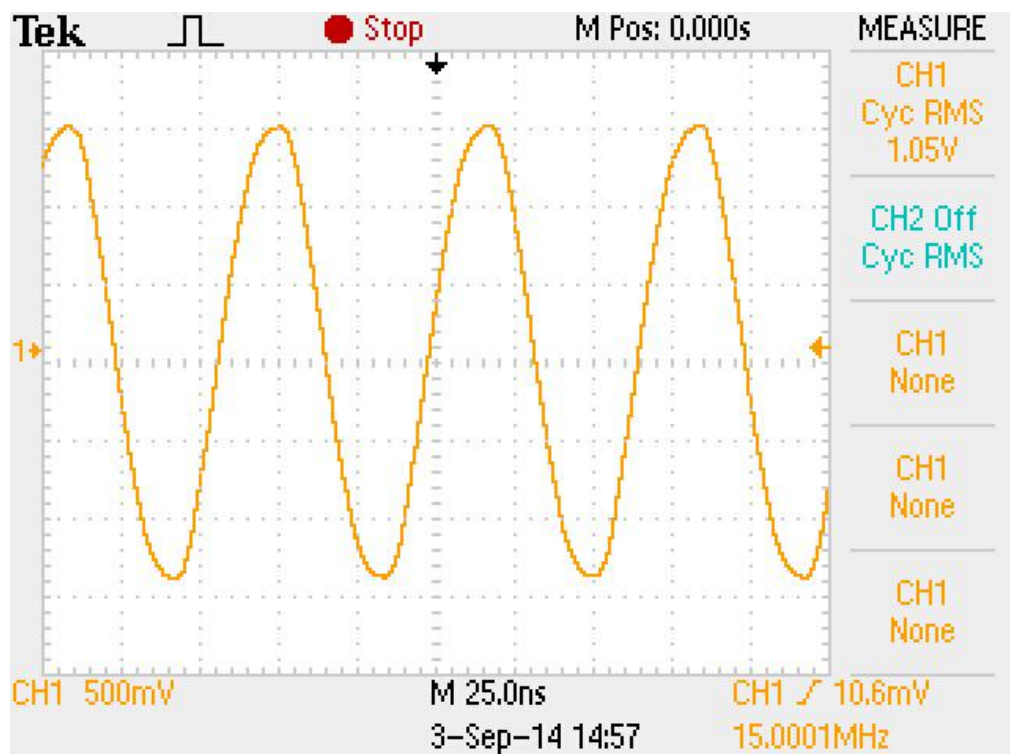 Tek Stop M Pos: 0.000s MEASURE
CH1
Cyc RMS
1.05V
CH2 Off
Cyc RMS
1
CH1
None
CH1
None
CH1
None
CH1 500mV M 25.0ns CH1 10.6mV
3-Sep-14 14:57 15.0001MHz